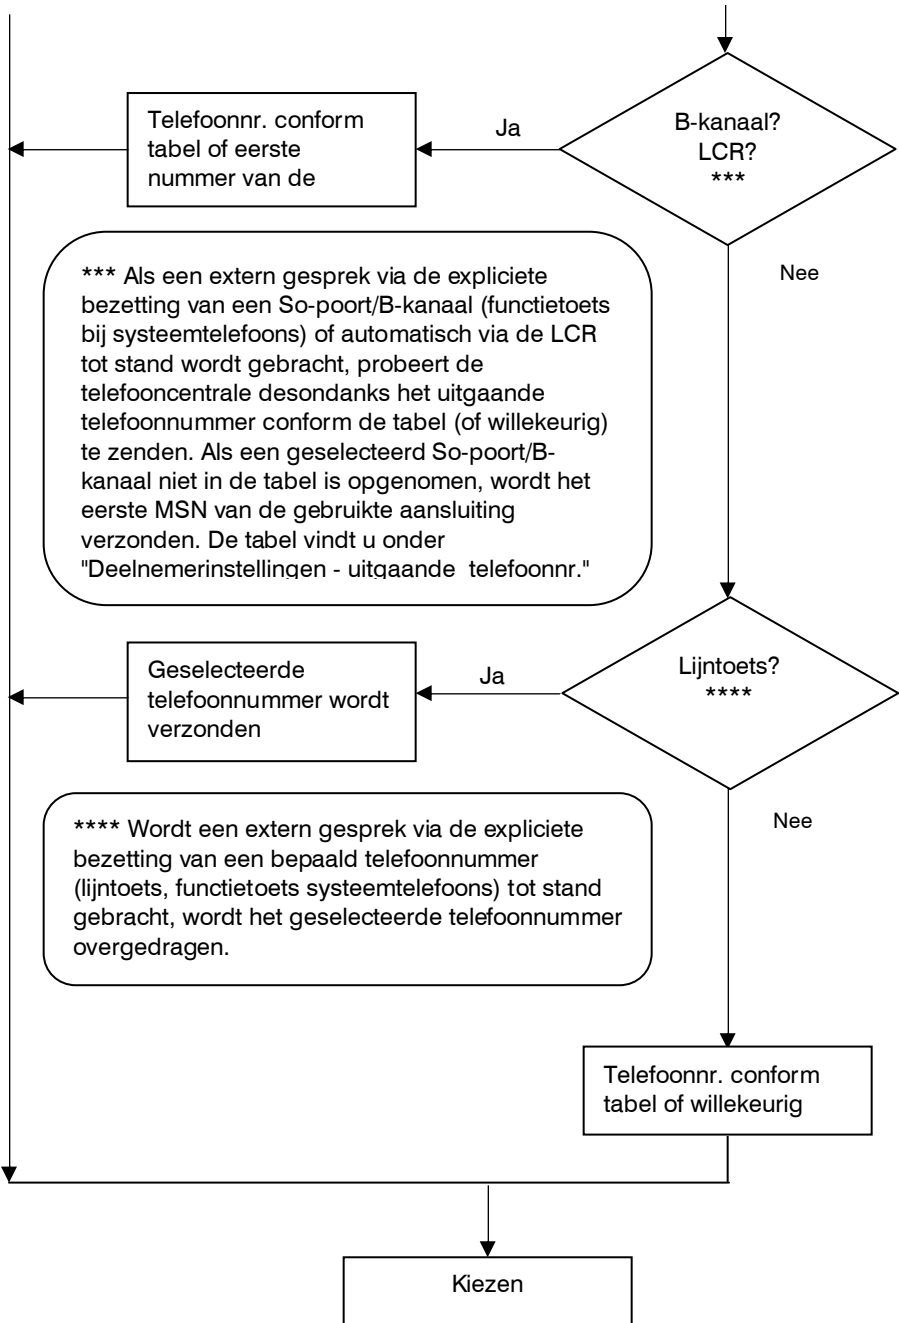 B-kanaal?
LCR?
***
Ja
Telefoonnr. conform
tabel of eerste
nummer van de
Nee
*** Als een extern gesprek via de expliciete
bezetting van een So-poort/B-kanaal (functietoets
bij systeemtelefoons) of automatisch via de LCR
tot stand wordt gebracht, probeert de
telefooncentrale desondanks het uitgaande
telefoonnummer conform de tabel (of willekeurig)
te zenden. Als een geselecteerd So-poort/B-
kanaal niet in de tabel is opgenomen, wordt het
eerste MSN van de gebruikte aansluiting
verzonden. De tabel vindt u onder
"Deelnemerinstellingen - uitgaande telefoonnr."
Lijntoets?
****
Ja
Geselecteerde
telefoonnummer wordt
verzonden
Nee
**** Wordt een extern gesprek via de expliciete
bezetting van een bepaald telefoonnummer
(lijntoets, functietoets systeemtelefoons) tot stand
gebracht, wordt het geselecteerde telefoonnummer
overgedragen.
Telefoonnr. conform
tabel of willekeurig
Kiezen